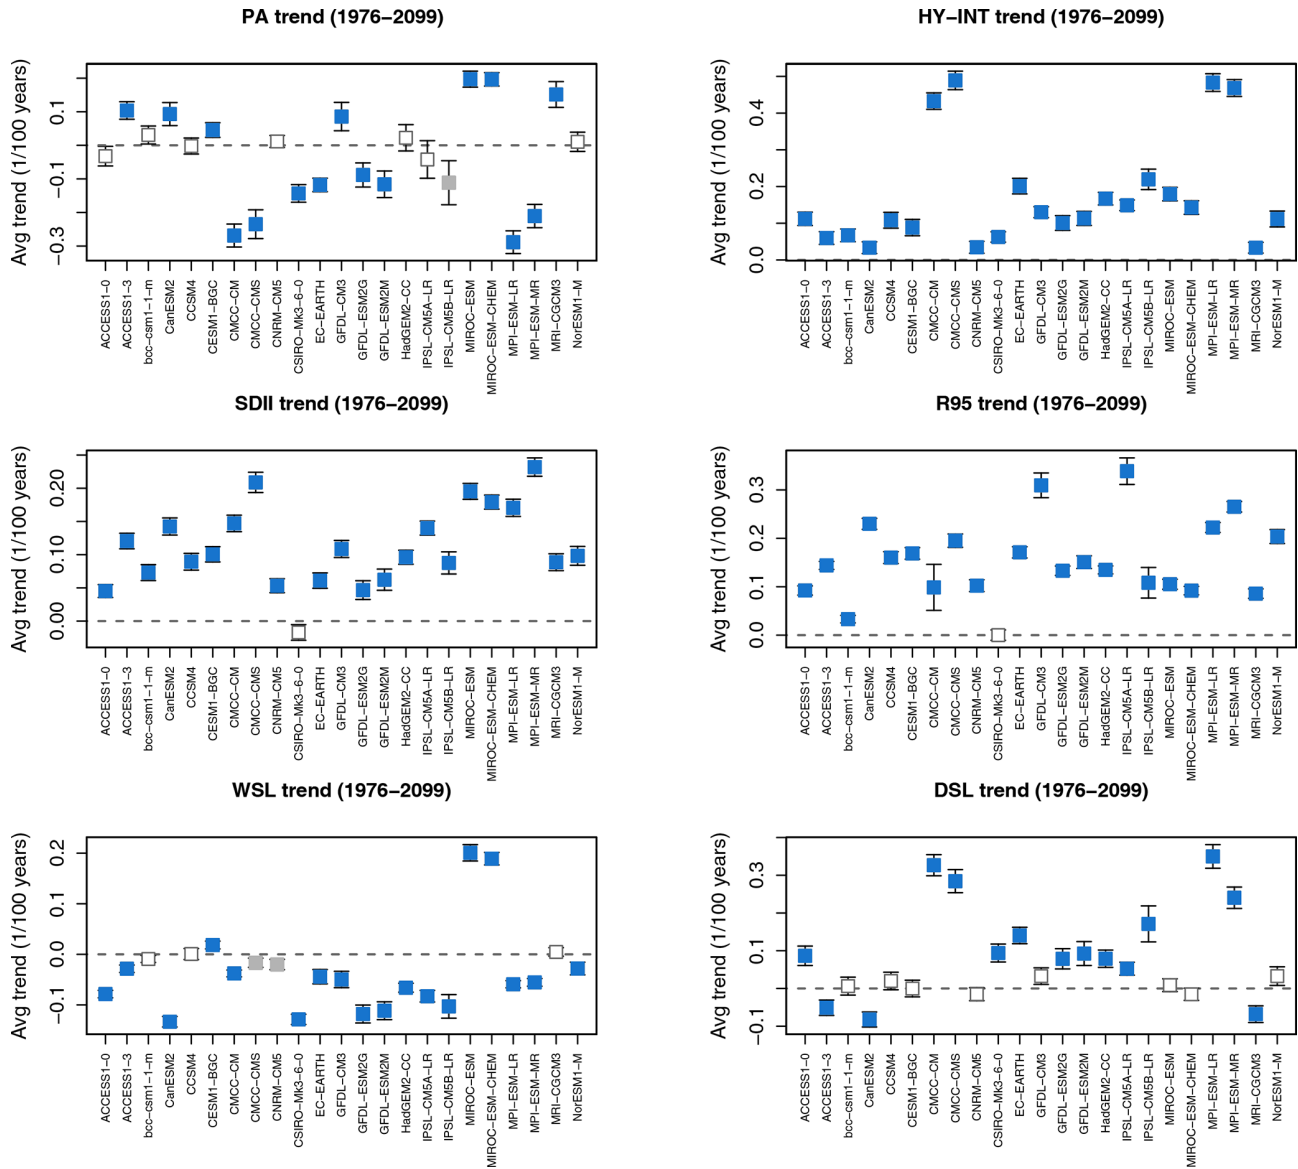 PA trend (1976−2099)
HY−INT trend (1976−2099)
Avg trend (1/100 years)
0.1
−0.1
−0.3
ACCESS1−0
ACCESS1−3
bcc−csm1−1−m
CanESM2
CCSM4
CESM1−BGC
CMCC−CM
CMCC−CMS
CNRM−CM5
CSIRO−Mk3−6−0
EC−EARTH
GFDL−CM3
GFDL−ESM2G
GFDL−ESM2M
HadGEM2−CC
IPSL−CM5A−LR
IPSL−CM5B−LR
MIROC−ESM
MIROC−ESM−CHEM
MPI−ESM−LR
MPI−ESM−MR
MRI−CGCM3
NorESM1−M
Avg trend (1/100 years)
0.4
0.2
0.0
ACCESS1−0
ACCESS1−3
bcc−csm1−1−m
CanESM2
CCSM4
CESM1−BGC
CMCC−CM
CMCC−CMS
CNRM−CM5
CSIRO−Mk3−6−0
EC−EARTH
GFDL−CM3
GFDL−ESM2G
GFDL−ESM2M
HadGEM2−CC
IPSL−CM5A−LR
IPSL−CM5B−LR
MIROC−ESM
MIROC−ESM−CHEM
MPI−ESM−LR
MPI−ESM−MR
MRI−CGCM3
NorESM1−M
SDII trend (1976−2099)
R95 trend (1976−2099)
Avg trend (1/100 years)
0.20
0.10
0.00
ACCESS1−0
ACCESS1−3
bcc−csm1−1−m
CanESM2
CCSM4
CESM1−BGC
CMCC−CM
CMCC−CMS
CNRM−CM5
CSIRO−Mk3−6−0
EC−EARTH
GFDL−CM3
GFDL−ESM2G
GFDL−ESM2M
HadGEM2−CC
IPSL−CM5A−LR
IPSL−CM5B−LR
MIROC−ESM
MIROC−ESM−CHEM
MPI−ESM−LR
MPI−ESM−MR
MRI−CGCM3
NorESM1−M
Avg trend (1/100 years)
0.3
0.2
0.1
0.0
ACCESS1−0
ACCESS1−3
bcc−csm1−1−m
CanESM2
CCSM4
CESM1−BGC
CMCC−CM
CMCC−CMS
CNRM−CM5
CSIRO−Mk3−6−0
EC−EARTH
GFDL−CM3
GFDL−ESM2G
GFDL−ESM2M
HadGEM2−CC
IPSL−CM5A−LR
IPSL−CM5B−LR
MIROC−ESM
MIROC−ESM−CHEM
MPI−ESM−LR
MPI−ESM−MR
MRI−CGCM3
NorESM1−M
WSL trend (1976−2099)
DSL trend (1976−2099)
Avg trend (1/100 years)
0.2
0.1
0.0
−0.1
ACCESS1−0
ACCESS1−3
bcc−csm1−1−m
CanESM2
CCSM4
CESM1−BGC
CMCC−CM
CMCC−CMS
CNRM−CM5
CSIRO−Mk3−6−0
EC−EARTH
GFDL−CM3
GFDL−ESM2G
GFDL−ESM2M
HadGEM2−CC
IPSL−CM5A−LR
IPSL−CM5B−LR
MIROC−ESM
MIROC−ESM−CHEM
MPI−ESM−LR
MPI−ESM−MR
MRI−CGCM3
NorESM1−M
Avg trend (1/100 years)
0.3
0.1
−0.1
ACCESS1−0
ACCESS1−3
bcc−csm1−1−m
CanESM2
CCSM4
CESM1−BGC
CMCC−CM
CMCC−CMS
CNRM−CM5
CSIRO−Mk3−6−0
EC−EARTH
GFDL−CM3
GFDL−ESM2G
GFDL−ESM2M
HadGEM2−CC
IPSL−CM5A−LR
IPSL−CM5B−LR
MIROC−ESM
MIROC−ESM−CHEM
MPI−ESM−LR
MPI−ESM−MR
MRI−CGCM3
NorESM1−M